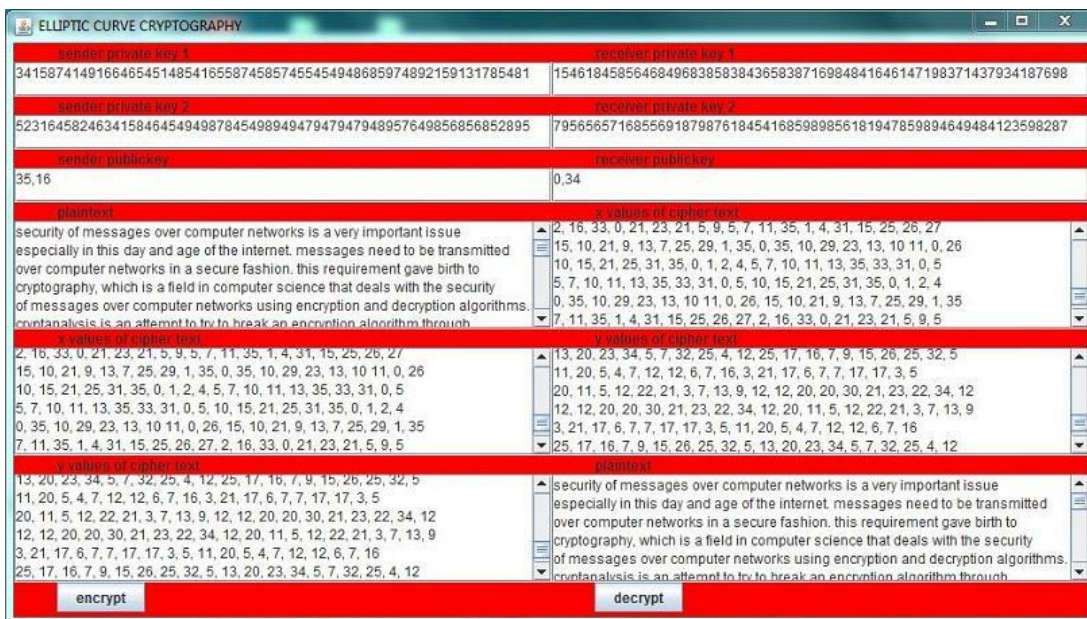 ELLIPTIC CURVE CRYPTOGRAPHY
sender private key 1
receiver private key 1
341587414916646545148541655874585745545494868597489215913178​5481
154618458564684968385838436583871698484164614719837143793418​7698
sender private key 2
receiver private key 2
523164582463415846454949878454989494794794794895764985685685​2895
795656571685569187987618454168598985618194785989464948412359​8287
sender publickey
receiver publickey
35,16
0,34
plaintext
security of messages over computer networks is a very important issue
especially in this day and age of the internet. messages need to be transmitted
over computer networks in a secure fashion. this requirement gave birth to
cryptography, which is a field in computer science that deals with the security
of messages over computer networks using encryption and decryption algorithms.
cryptanalysis is an attempt to try to break an encryption algorithm through
x values of cipher text
2, 16, 33, 0, 21, 23, 21, 5, 9, 5, 7, 11, 35, 1, 4, 31, 15, 25, 26, 27
15, 10, 21, 9, 13, 7, 25, 29, 1, 35, 0, 35, 10, 29, 23, 13, 10 11, 0, 26
10, 15, 21, 25, 31, 35, 0, 1, 2, 4, 5, 7, 10, 11, 13, 35, 33, 31, 0, 5
5, 7, 10, 11, 13, 35, 33, 31, 0, 5, 10, 15, 21, 25, 31, 35, 0, 1, 2, 4
0, 35, 10, 29, 23, 13, 10 11, 0, 26, 15, 10, 21, 9, 13, 7, 25, 29, 1, 35
7, 11, 35, 1, 4, 31, 15, 25, 26, 27, 2, 16, 33, 0, 21, 23, 21, 5, 9, 5
x values of cipher text
2, 16, 33, 0, 21, 23, 21, 5, 9, 5, 7, 11, 35, 1, 4, 31, 15, 25, 26, 27
15, 10, 21, 9, 13, 7, 25, 29, 1, 35, 0, 35, 10, 29, 23, 13, 10 11, 0, 26
10, 15, 21, 25, 31, 35, 0, 1, 2, 4, 5, 7, 10, 11, 13, 35, 33, 31, 0, 5
5, 7, 10, 11, 13, 35, 33, 31, 0, 5, 10, 15, 21, 25, 31, 35, 0, 1, 2, 4
0, 35, 10, 29, 23, 13, 10 11, 0, 26, 15, 10, 21, 9, 13, 7, 25, 29, 1, 35
7, 11, 35, 1, 4, 31, 15, 25, 26, 27, 2, 16, 33, 0, 21, 23, 21, 5, 9, 5
y values of cipher text
13, 20, 23, 34, 5, 7, 32, 25, 4, 12, 25, 17, 16, 7, 9, 15, 26, 25, 32, 5
11, 20, 5, 4, 7, 12, 12, 6, 7, 16, 3, 21, 17, 6, 7, 7, 17, 17, 3, 5
20, 11, 5, 12, 22, 21, 3, 7, 13, 9, 12, 12, 20, 20, 30, 21, 23, 22, 34, 12
12, 12, 20, 20, 30, 21, 23, 22, 34, 12, 20, 11, 5, 12, 22, 21, 3, 7, 13, 9
3, 21, 17, 6, 7, 7, 17, 17, 3, 5, 11, 20, 5, 4, 7, 12, 12, 6, 7, 16
25, 17, 16, 7, 9, 15, 26, 25, 32, 5, 13, 20, 23, 34, 5, 7, 32, 25, 4, 12
y values of cipher text
13, 20, 23, 34, 5, 7, 32, 25, 4, 12, 25, 17, 16, 7, 9, 15, 26, 25, 32, 5
11, 20, 5, 4, 7, 12, 12, 6, 7, 16, 3, 21, 17, 6, 7, 7, 17, 17, 3, 5
20, 11, 5, 12, 22, 21, 3, 7, 13, 9, 12, 12, 20, 20, 30, 21, 23, 22, 34, 12
12, 12, 20, 20, 30, 21, 23, 22, 34, 12, 20, 11, 5, 12, 22, 21, 3, 7, 13, 9
3, 21, 17, 6, 7, 7, 17, 17, 3, 5, 11, 20, 5, 4, 7, 12, 12, 6, 7, 16
25, 17, 16, 7, 9, 15, 26, 25, 32, 5, 13, 20, 23, 34, 5, 7, 32, 25, 4, 12
plaintext
security of messages over computer networks is a very important issue
especially in this day and age of the internet. messages need to be transmitted
over computer networks in a secure fashion. this requirement gave birth to
cryptography, which is a field in computer science that deals with the security
of messages over computer networks using encryption and decryption algorithms.
cryptanalysis is an attempt to try to break an encryption algorithm through
encrypt
decrypt